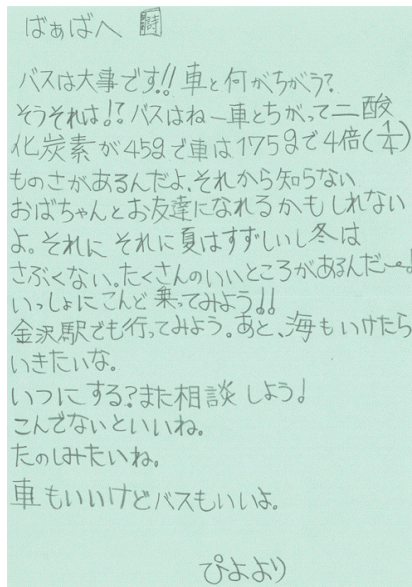 ばぁばへ 詩
バスは大事です!!車と何がちがう?
そうそれは!?バスはねー車とちがって二酸
化炭素が45gで車は175gで4倍(1/4)
ものさがあるんだよ、それから知らない
おばちゃんとお友達になれるかもしれない
よ。それに それに夏はすずしいし冬は
さぶくない。たくさんのいいところがあるんだ〜!
いっしょにこんど乗ってみよう!!
金沢駅でも行ってみよう。あと、海もいけたら
いきたいな。
いつにする?また相談しよう!
こんでないといいね。
たのしみたいね。
車もいいけどバスもいいよ。
ぴよより